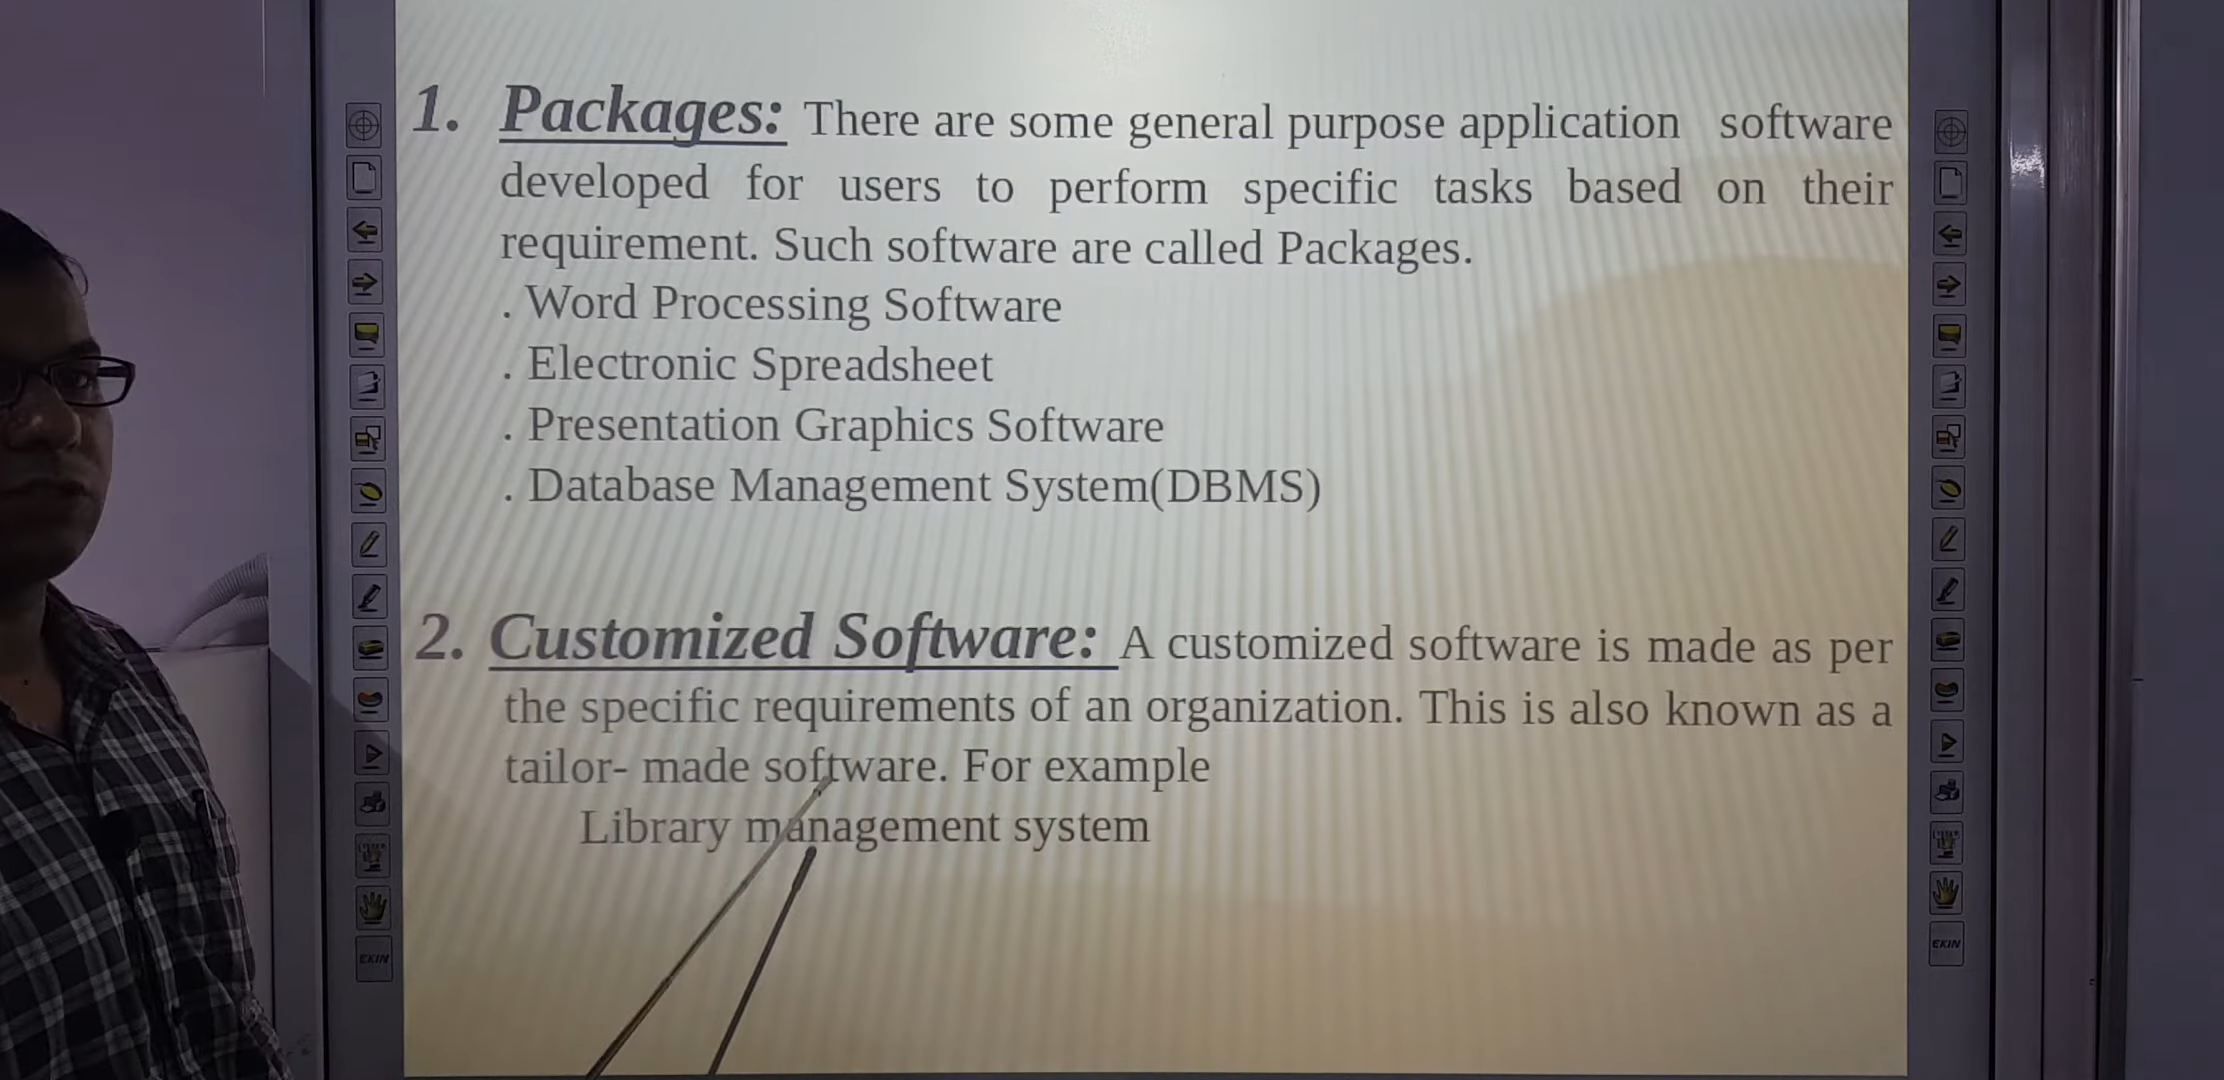 1. Packages: There are some general purpose application software
developed for users to perform specific tasks based on their
requirement. Such software are called Packages.
. Word Processing Software
. Electronic Spreadsheet
. Presentation Graphics Software
. Database Management System(DBMS)
2. Customized Software: A customized software is made as per
the specific requirements of an organization. This is also known as a
tailor- made software. For example
Library management system
EKIN
EKIN